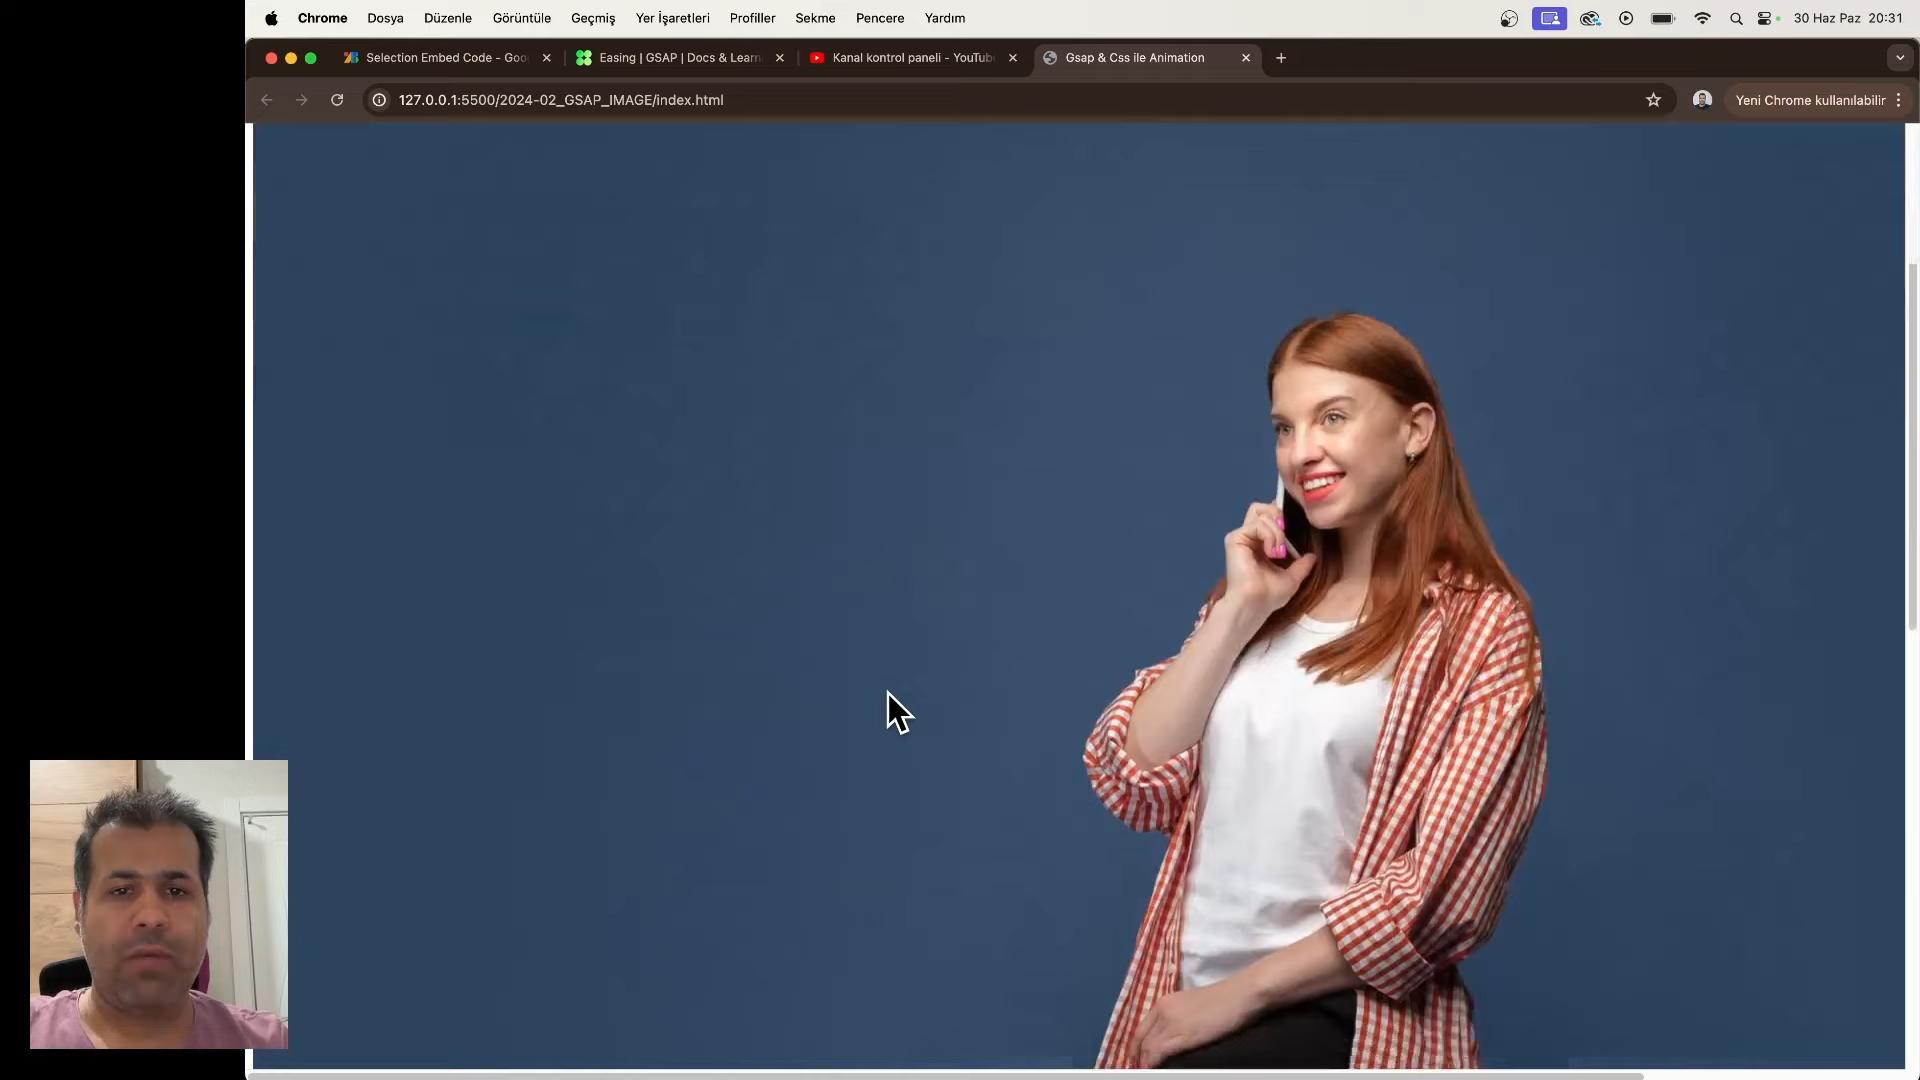 Chrome Dosya Düzenle Görüntüle Geçmiş Yer İşaretleri Profiller Sekme Pencere Yardım 30 Haz Paz 20:31
Selection Embed Code - Goo Easing | GSAP | Docs & Learn Kanal kontrol paneli - YouTub Gsap & Css ile Animation
127.0.0.1:5500/2024-02_GSAP_IMAGE/index.html Yeni Chrome kullanılabilir